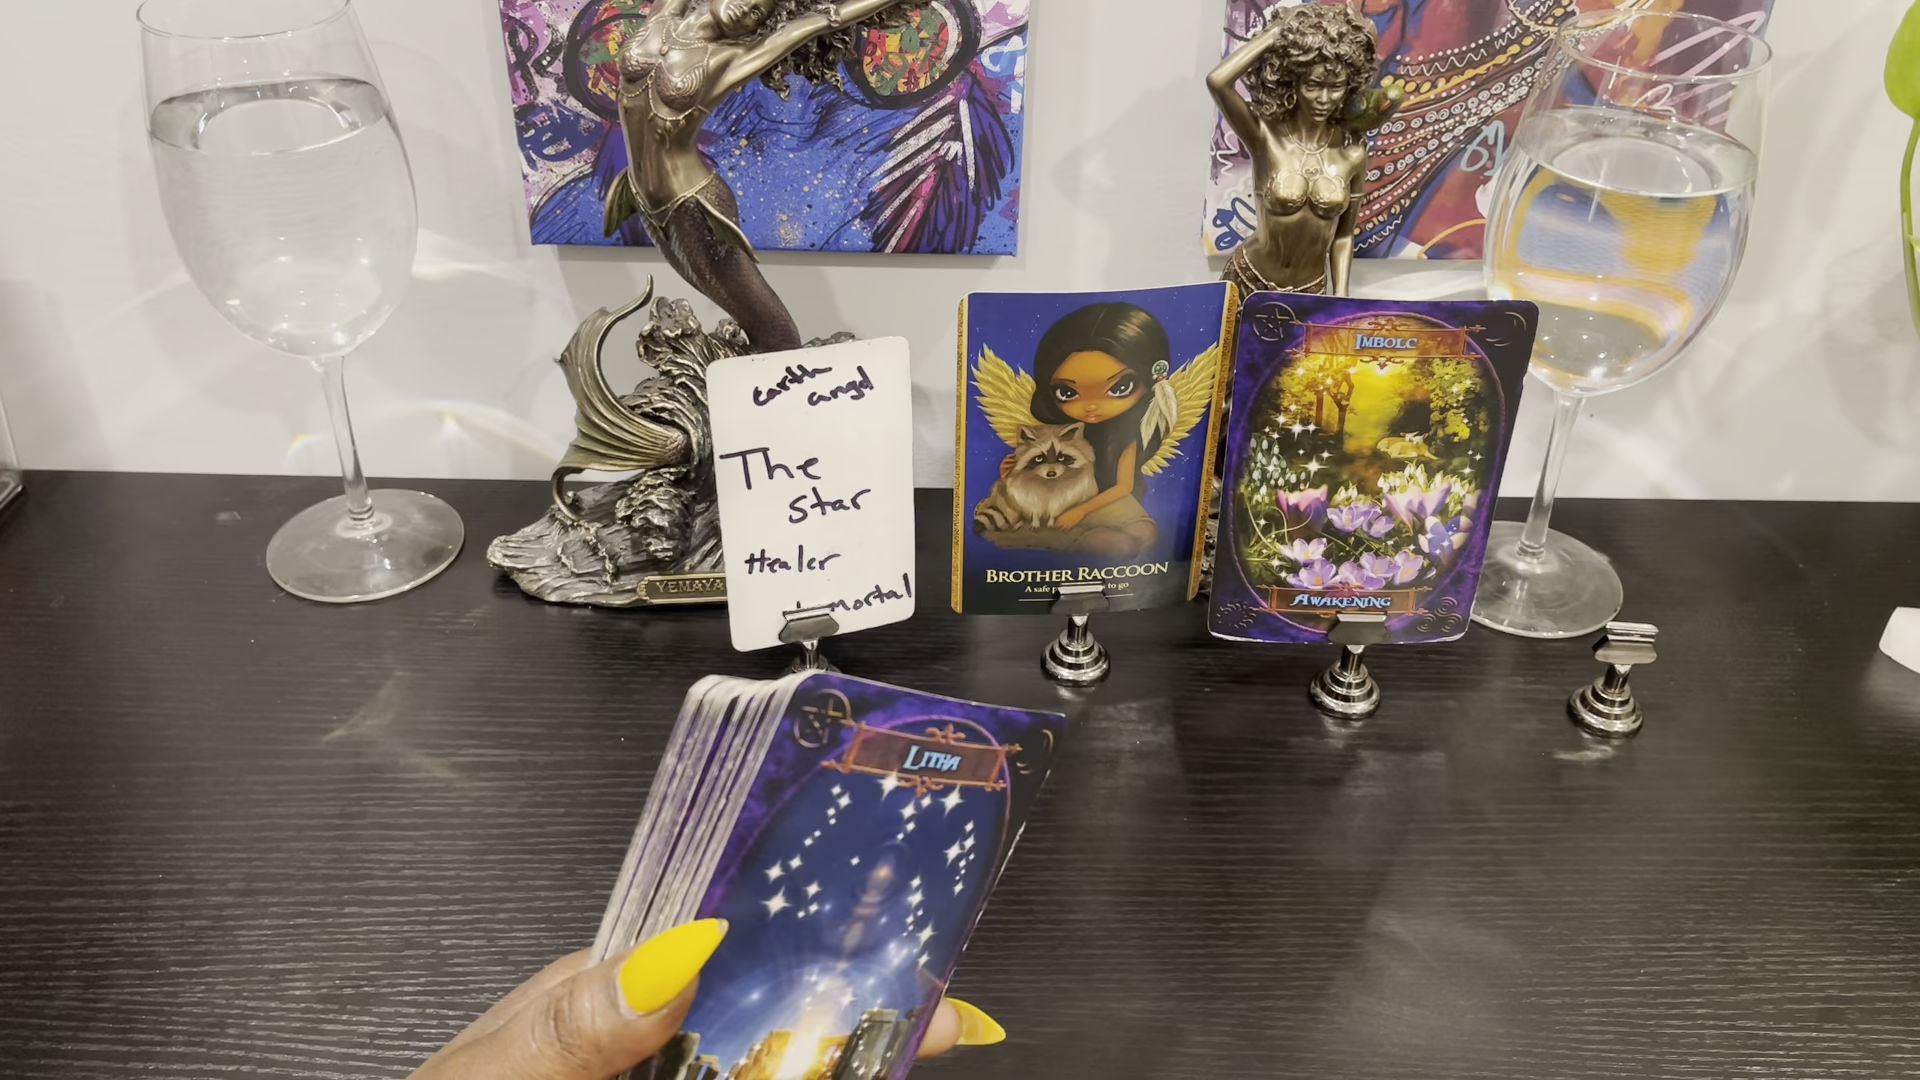 YEMAYA
Earth
angel
The
star
Healer
mortal
BROTHER RACCOON
A safe to go
IMBOLC
AWAKENING
LITHA